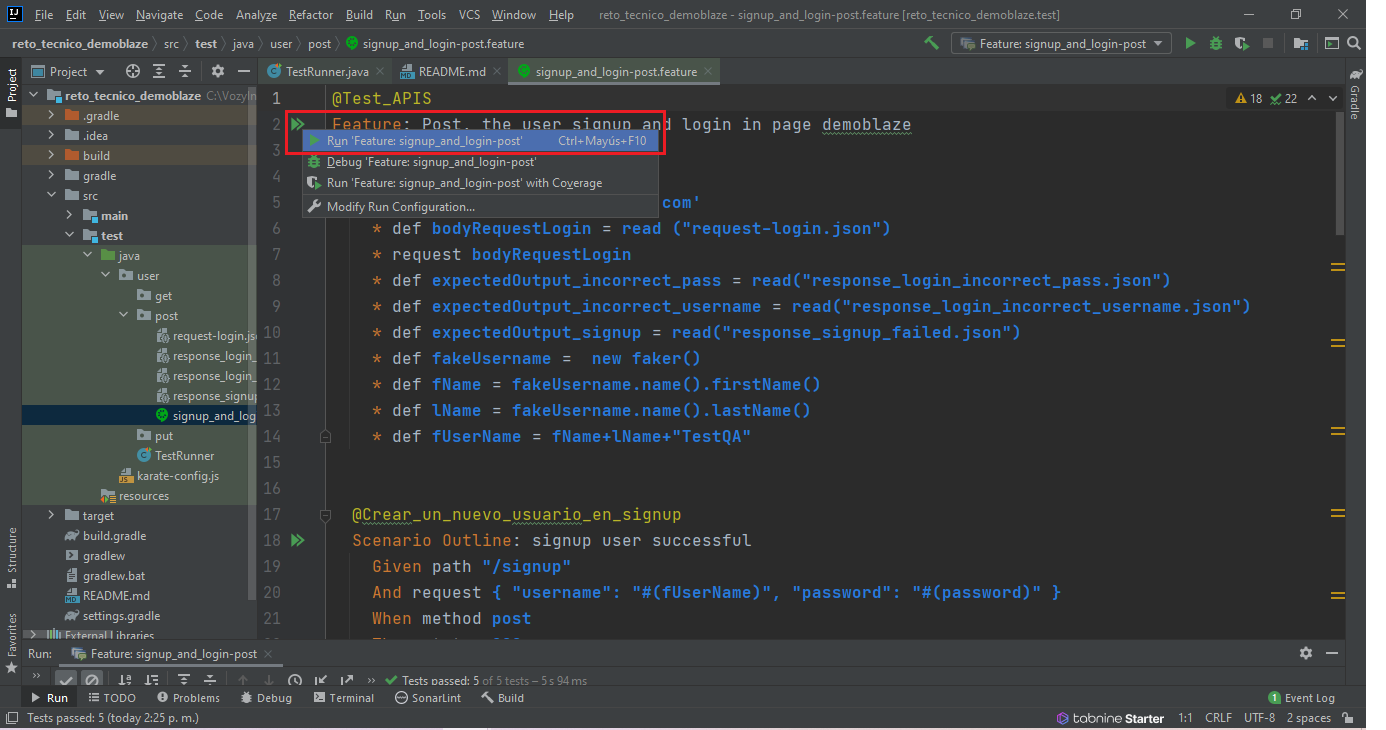 File Edit View Navigate Code Analyze Refactor Build Run Tools VCS Window Help reto_tecnico_demoblaze - signup_and_login-post.feature [reto_tecnico_demoblaze.test]
reto_tecnico_demoblaze src test java user post signup_and_login-post.feature Feature: signup_and_login-post
Project TestRunner.java README.md signup_and_login-post.feature
Project
Structure
Favorites
Gradle
reto_tecnico_demoblaze C:\VozyIn
.gradle
.idea
build
gradle
src
main
test
java
user
get
post
request-login.js
response_login_
response_login_
response_signup
signup_and_log
put
TestRunner
karate-config.js
resources
target
build.gradle
gradlew
gradlew.bat
README.md
settings.gradle
External Libraries
18 22
1 @Test_APIS
2 Feature: Post, the user signup and login in page demoblaze
Run 'Feature: signup_and_login-post' Ctrl+Mayús+F10
3
Debug 'Feature: signup_and_login-post'
4
Run 'Feature: signup_and_login-post' with Coverage
5 com'
Modify Run Configuration...
6 * def bodyRequestLogin = read ("request-login.json")
7 * request bodyRequestLogin
8 * def expectedOutput_incorrect_pass = read("response_login_incorrect_pass.json")
9 * def expectedOutput_incorrect_username = read("response_login_incorrect_username.json")
10 * def expectedOutput_signup = read("response_signup_failed.json")
11 * def fakeUsername = new faker()
12 * def fName = fakeUsername.name().firstName()
13 * def lName = fakeUsername.name().lastName()
14 * def fUserName = fName+lName+"TestQA"
15
16
17 @Crear_un_nuevo_usuario_en_signup
18 Scenario Outline: signup user successful
19 Given path "/signup"
20 And request { "username": "#(fUserName)", "password": "#(password)" }
21 When method post
Run: Feature: signup_and_login-post
Tests passed: 5 of 5 tests – 5 s 94 ms
Run TODO Problems Debug Terminal SonarLint Build 1 Event Log
Tests passed: 5 (today 2:25 p. m.) tabnine Starter 1:1 CRLF UTF-8 2 spaces